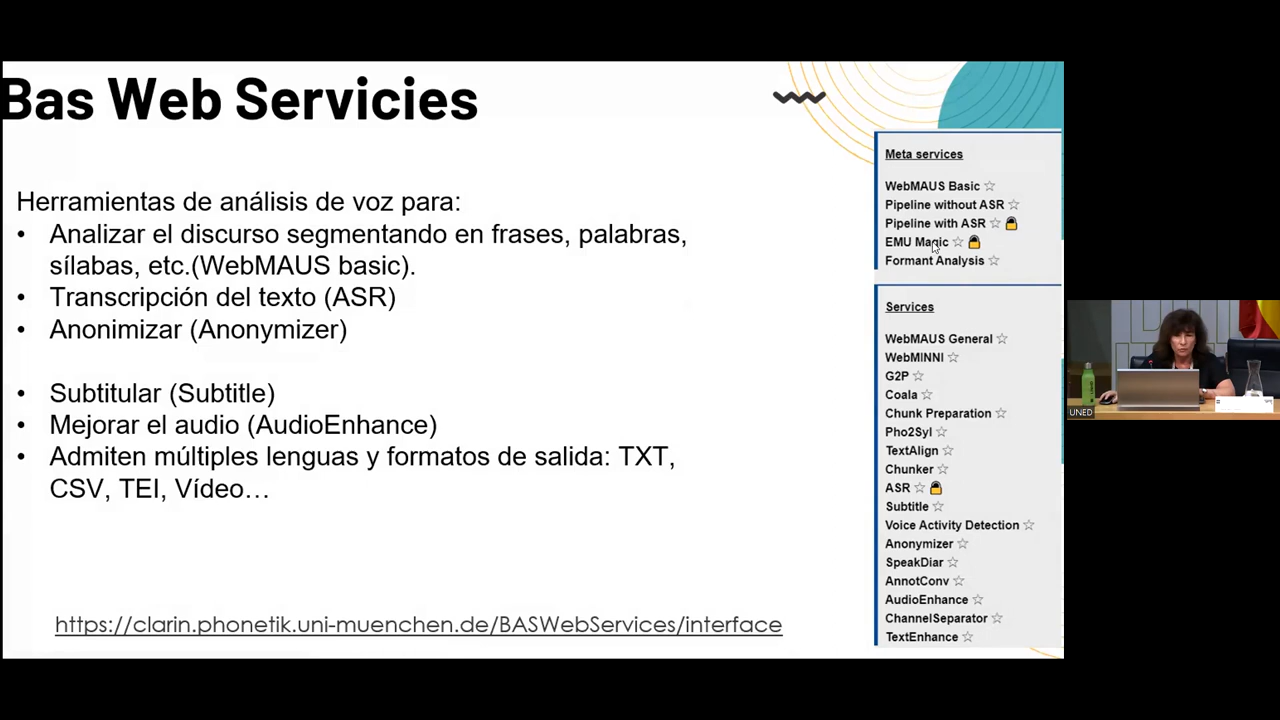 Bas Web Servicies
Herramientas de análisis de voz para:
• Analizar el discurso segmentando en frases, palabras,
sílabas, etc.(WebMAUS basic).
• Transcripción del texto (ASR)
• Anonimizar (Anonymizer)
• Subtitular (Subtitle)
• Mejorar el audio (AudioEnhance)
• Admiten múltiples lenguas y formatos de salida: TXT,
CSV, TEI, Vídeo…
https://clarin.phonetik.uni-muenchen.de/BASWebServices/interface
Meta services
WebMAUS Basic
Pipeline without ASR
Pipeline with ASR
EMU Magic
Formant Analysis
Services
WebMAUS General
WebMINNI
G2P
Coala
Chunk Preparation
Pho2Syl
TextAlign
Chunker
ASR
Subtitle
Voice Activity Detection
Anonymizer
SpeakDiar
AnnotConv
AudioEnhance
ChannelSeparator
TextEnhance
UNED